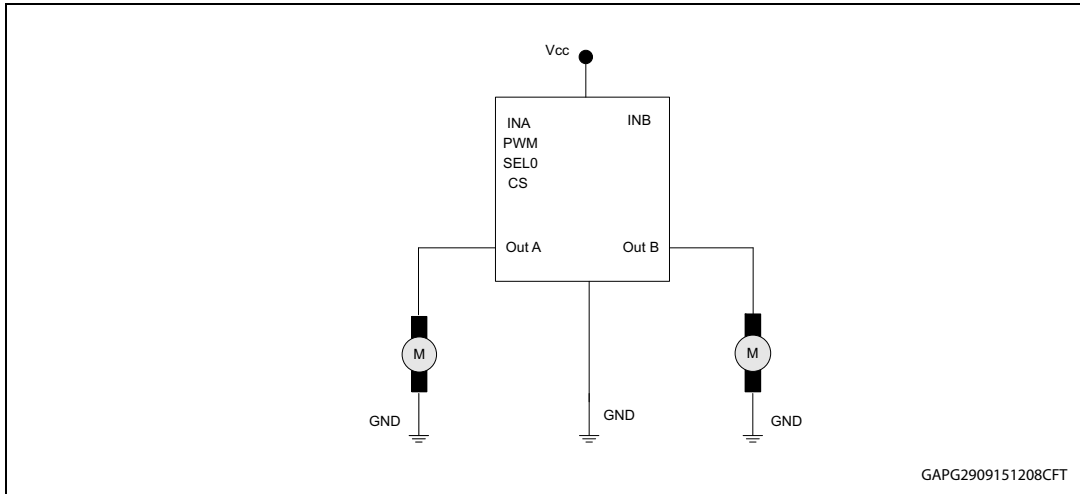 Vcc
INA
INB
PWM
SEL0
CS
Out A
Out B
M
M
GND
GND
GND
GAPG2909151208CFT